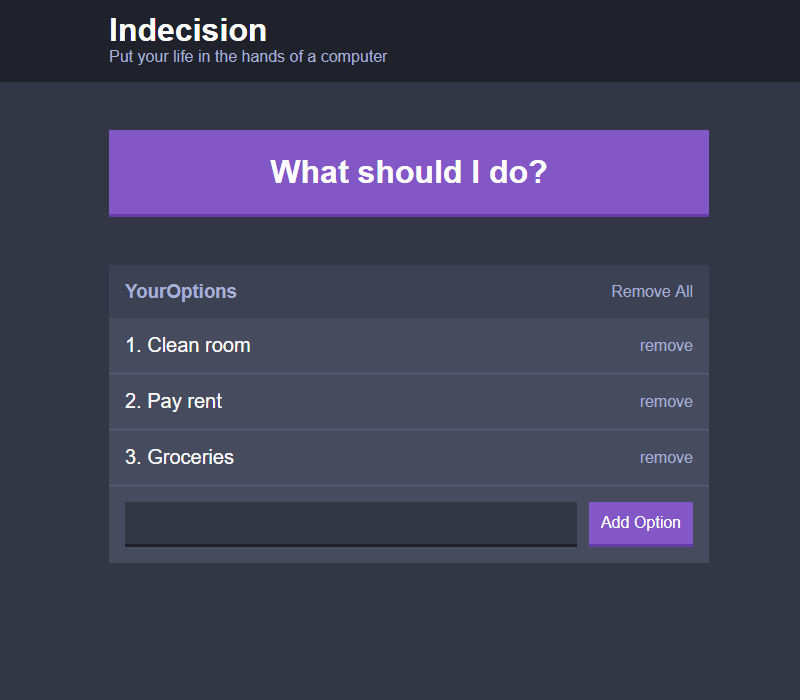 Indecision
Put your life in the hands of a computer
What should I do?
YourOptions Remove All
1. Clean room remove
2. Pay rent remove
3. Groceries remove
Add Option